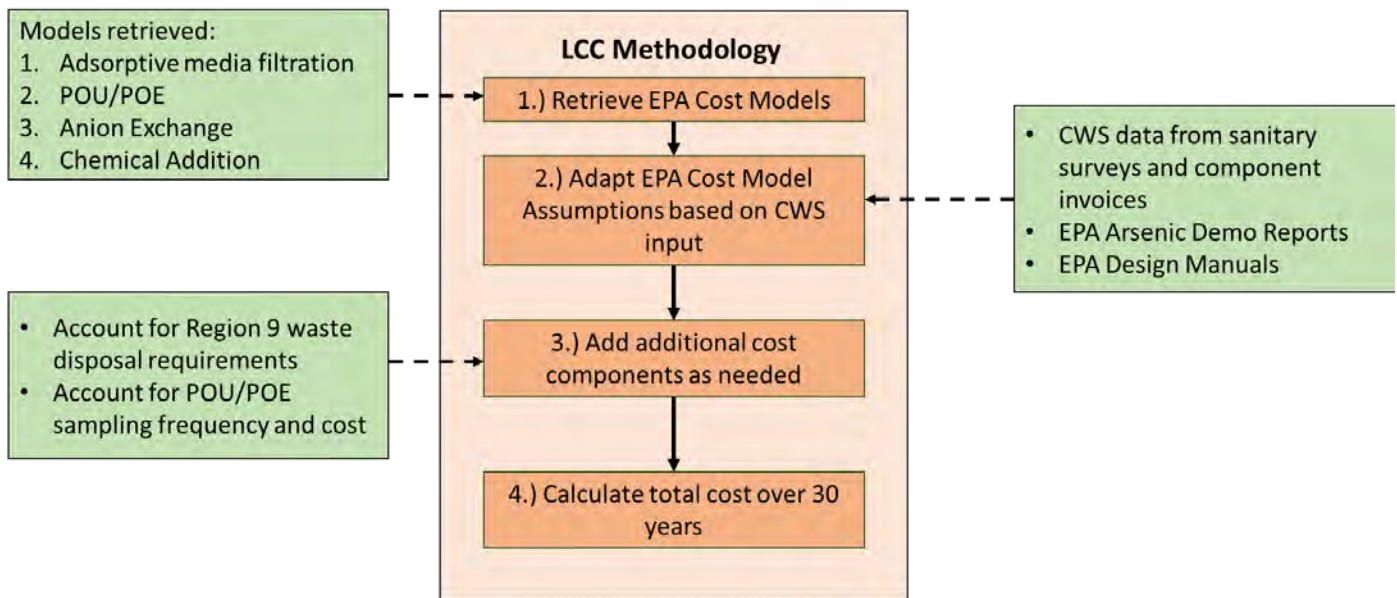 Models retrieved:
1. Adsorptive media filtration
2. POU/POE
3. Anion Exchange
4. Chemical Addition
LCC Methodology
1.) Retrieve EPA Cost Models
2.) Adapt EPA Cost Model
Assumptions based on CWS
input
• CWS data from sanitary
surveys and component
invoices
• EPA Arsenic Demo Reports
• EPA Design Manuals
• Account for Region 9 waste
disposal requirements
• Account for POU/POE
sampling frequency and cost
3.) Add additional cost
components as needed
4.) Calculate total cost over 30
years